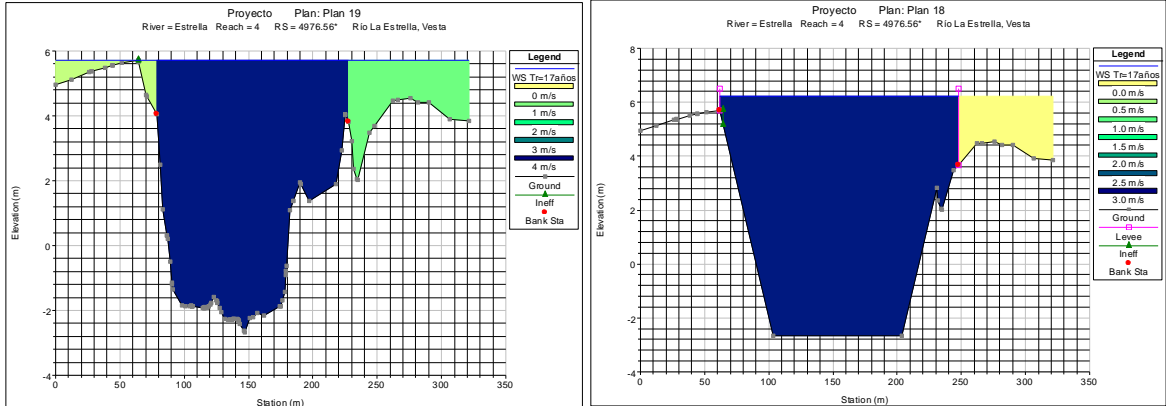 Proyecto Plan: Plan 19
River = Estrella Reach = 4 RS = 4976.56* Río La Estrella, Vesta
Elevation (m)
6
4
2
0
-2
-4
0 50 100 150 200 250 300 350
Station (m)
Legend
WS Tr=17años
0 m/s
1 m/s
2 m/s
3 m/s
4 m/s
Ground
Ineff
Bank Sta
Proyecto Plan: Plan 18
River = Estrella Reach = 4 RS = 4976.56* Río La Estrella, Vesta
Elevation (m)
8
6
4
2
0
-2
-4
0 50 100 150 200 250 300 350
Station (m)
Legend
WS Tr=17años
0.0 m/s
0.5 m/s
1.0 m/s
1.5 m/s
2.0 m/s
2.5 m/s
3.0 m/s
Ground
Levee
Ineff
Bank Sta